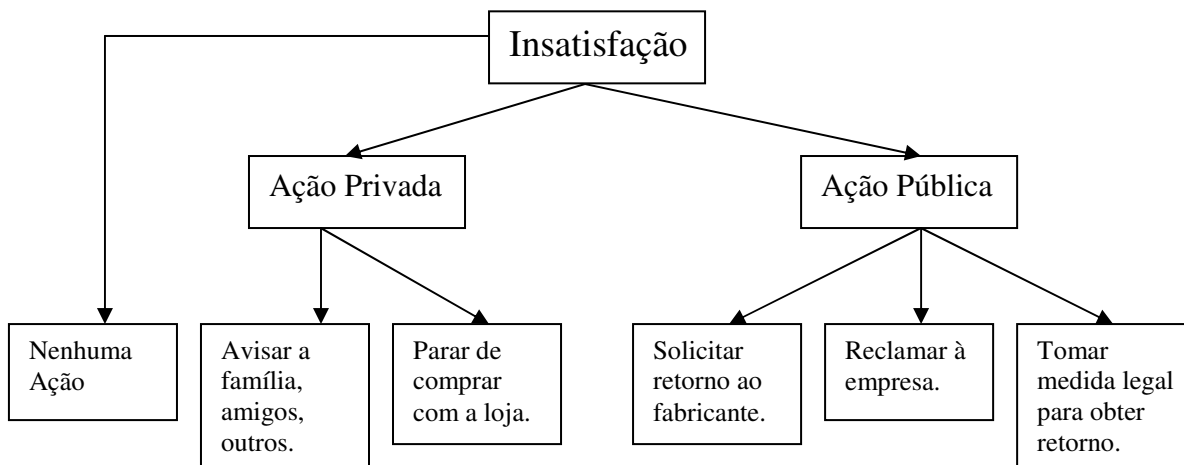 Insatisfação
Ação Privada
Ação Pública
Nenhuma
Ação
Avisar a
família,
amigos,
outros.
Parar de
comprar
com a loja.
Solicitar
retorno ao
fabricante.
Reclamar à
empresa.
Tomar
medida legal
para obter
retorno.